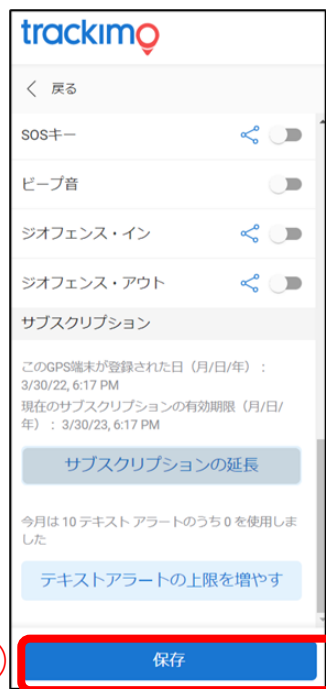 trackimo
戻る
SOSキー
ビープ音
ジオフェンス・イン
ジオフェンス・アウト
サブスクリプション
このGPS端末が登録された日（月/日/年）：
3/30/22, 6:17 PM
現在のサブスクリプションの有効期限（月/日/
年）：3/30/23, 6:17 PM
サブスクリプションの延長
今月は 10 テキスト アラートのうち 0 を使用しま
した
テキストアラートの上限を増やす
保存